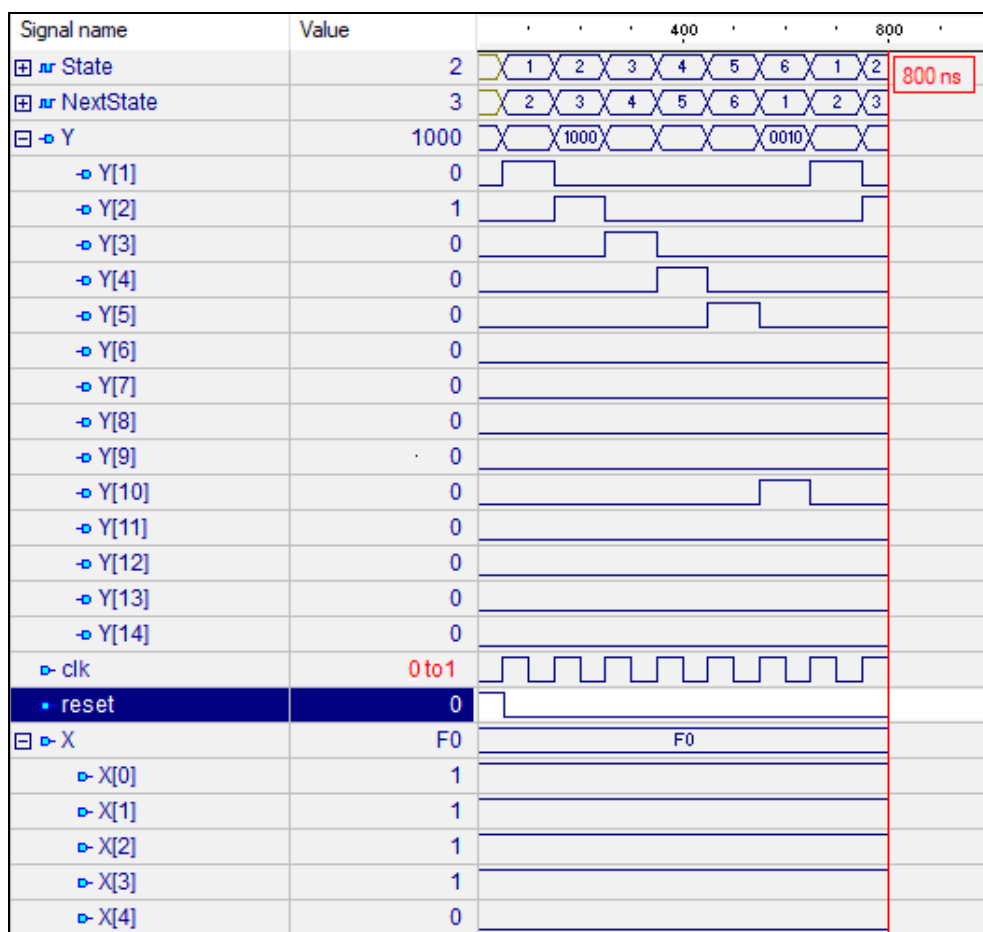 Signal name Value 400 800
State 2 1 2 3 4 5 6 1 2
800 ns
NextState 3 2 3 4 5 6 1 2 3
Y 1000 1000 0010
Y[1] 0
Y[2] 1
Y[3] 0
Y[4] 0
Y[5] 0
Y[6] 0
Y[7] 0
Y[8] 0
Y[9] 0
Y[10] 0
Y[11] 0
Y[12] 0
Y[13] 0
Y[14] 0
clk 0 to 1
reset 0
X F0 F0
X[0] 1
X[1] 1
X[2] 1
X[3] 1
X[4] 0